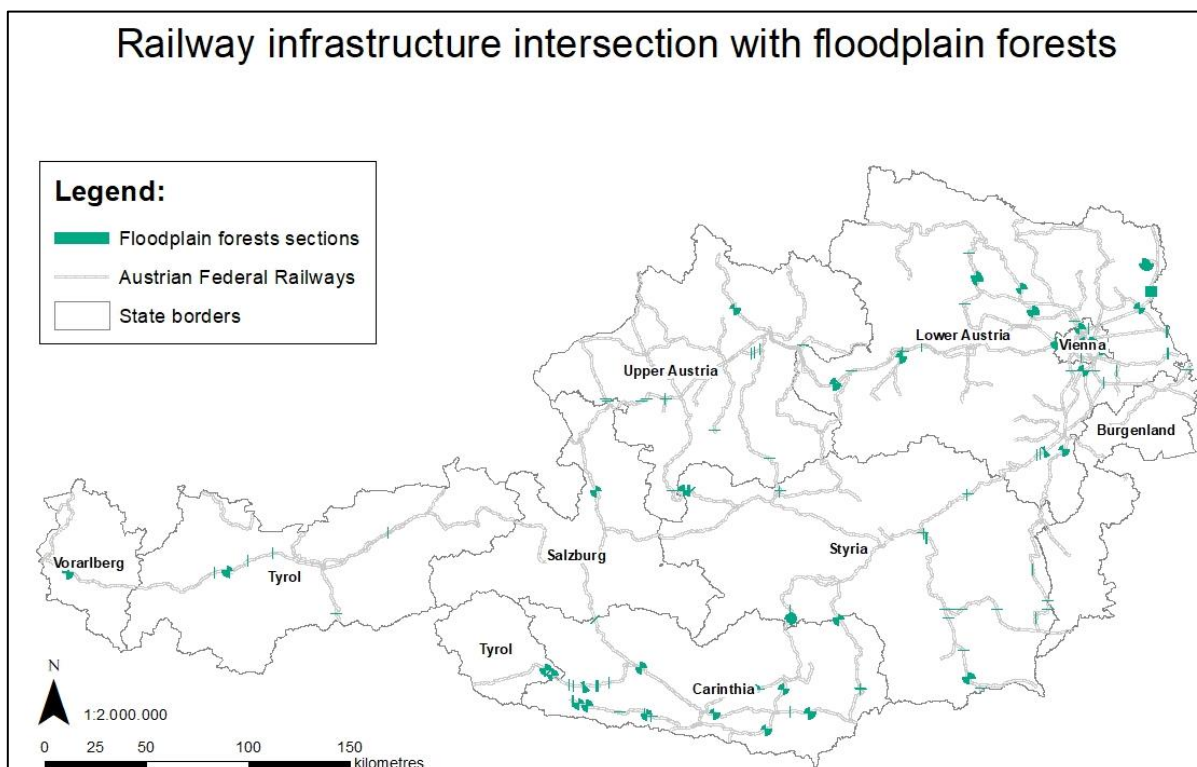 Railway infrastructure intersection with floodplain forests
Legend:
Floodplain forests sections
Austrian Federal Railways
State borders
Lower Austria
Vienna
Upper Austria
Burgenland
Vorarlberg
Tyrol
Salzburg
Styria
Tyrol
Carinthia
N
1:2.000.000
0 25 50 100 150
kilometres